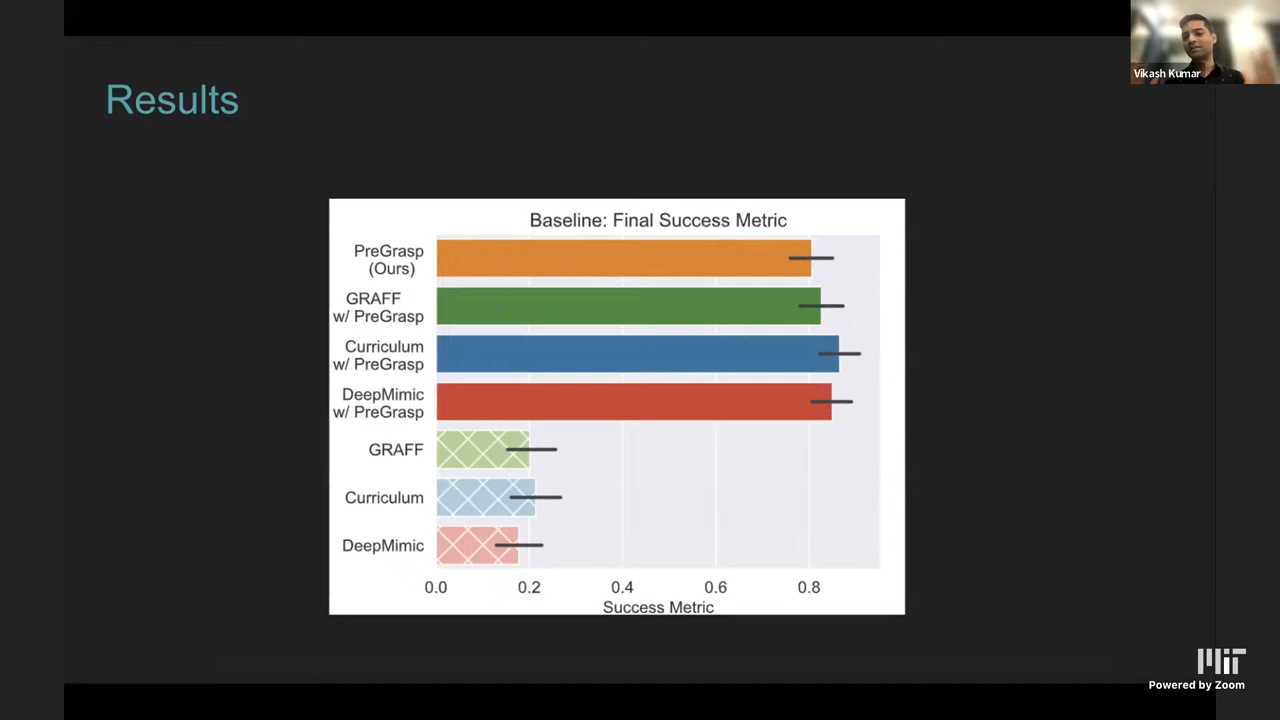 Vikash Kumar
Results
Baseline: Final Success Metric
PreGrasp
(Ours)
GRAFF
w/ PreGrasp
Curriculum
w/ PreGrasp
DeepMimic
w/ PreGrasp
GRAFF
Curriculum
DeepMimic
0.0 0.2 0.4 0.6 0.8
Success Metric
MIT
Powered by Zoom